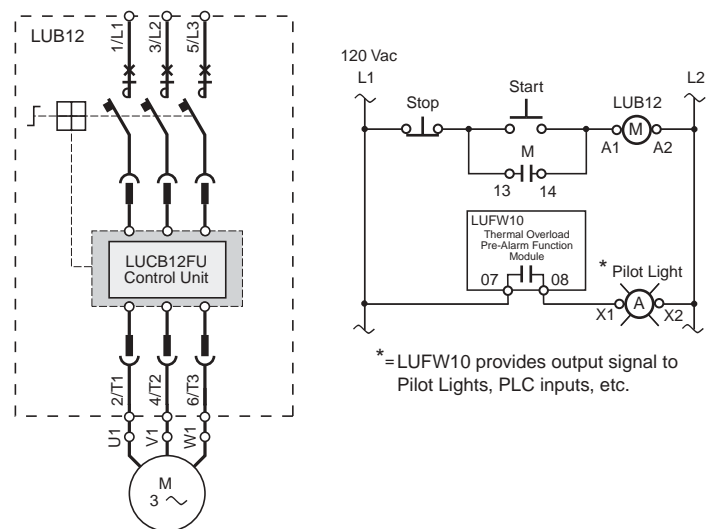 LUB12
1/L1
3/L2
5/L3
LUCB12FU
Control Unit
2/T1
4/T2
6/T3
U1
V1
W1
M
3
120 Vac
L1
L2
Stop
Start
LUB12
M
A1
A2
M
13
14
LUFW10
Thermal Overload
Pre-Alarm Function
Module
07
08
* Pilot Light
A
X1
X2
*=LUFW10 provides output signal to
Pilot Lights, PLC inputs, etc.